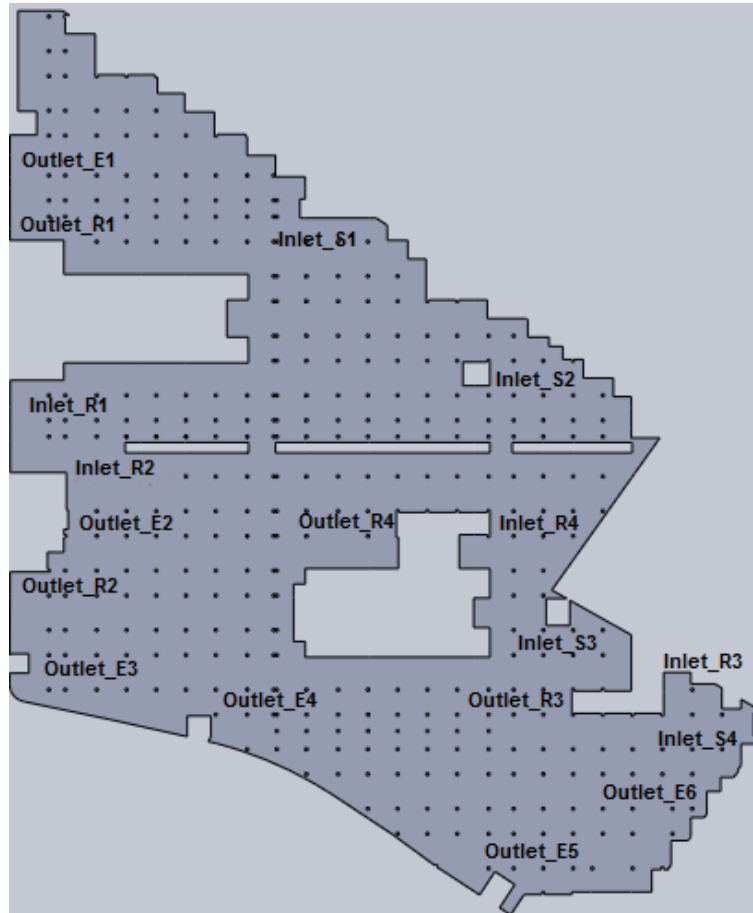 Outlet_E1
Outlet_R1
Inlet_S1
Inlet_S2
Inlet_R1
Inlet_R2
Outlet_E2
Outlet_R4
Inlet_R4
Outlet_R2
Inlet_S3
Outlet_E3
Inlet_R3
Outlet_E4
Outlet_R3
Inlet_S4
Outlet_E6
Outlet_E5